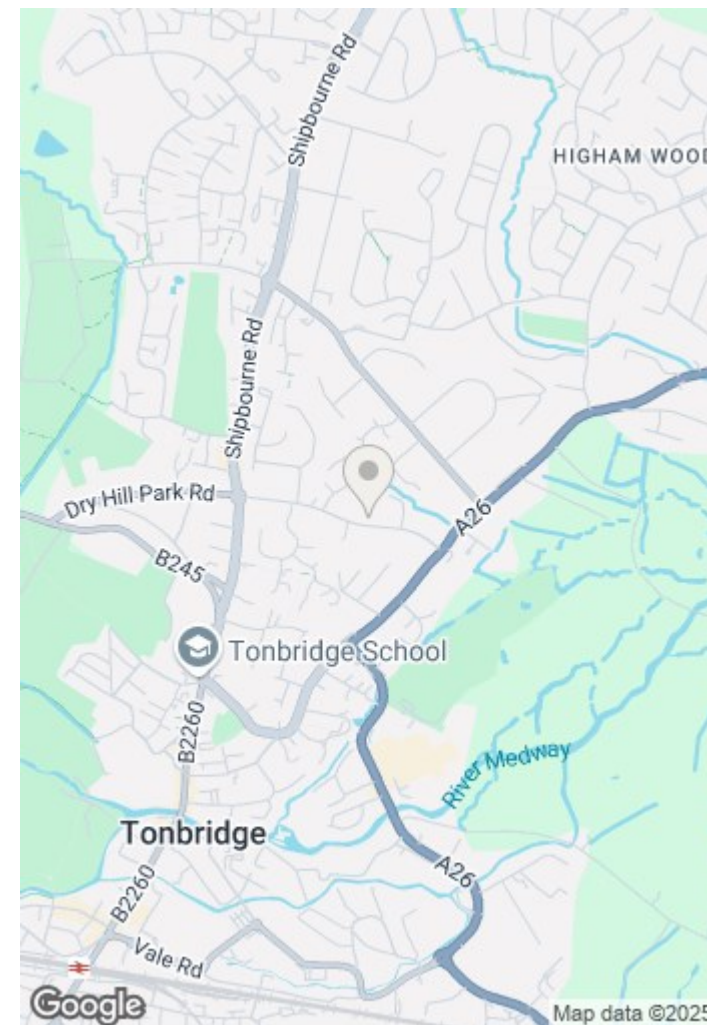 Shipbourne Rd
HIGHAM WOOD
Shipbourne Rd
Dry Hill Park Rd
A26
B245
Tonbridge School
B2260
River Medway
Tonbridge
A26
B2260
Vale Rd
Google
Map data ©2025